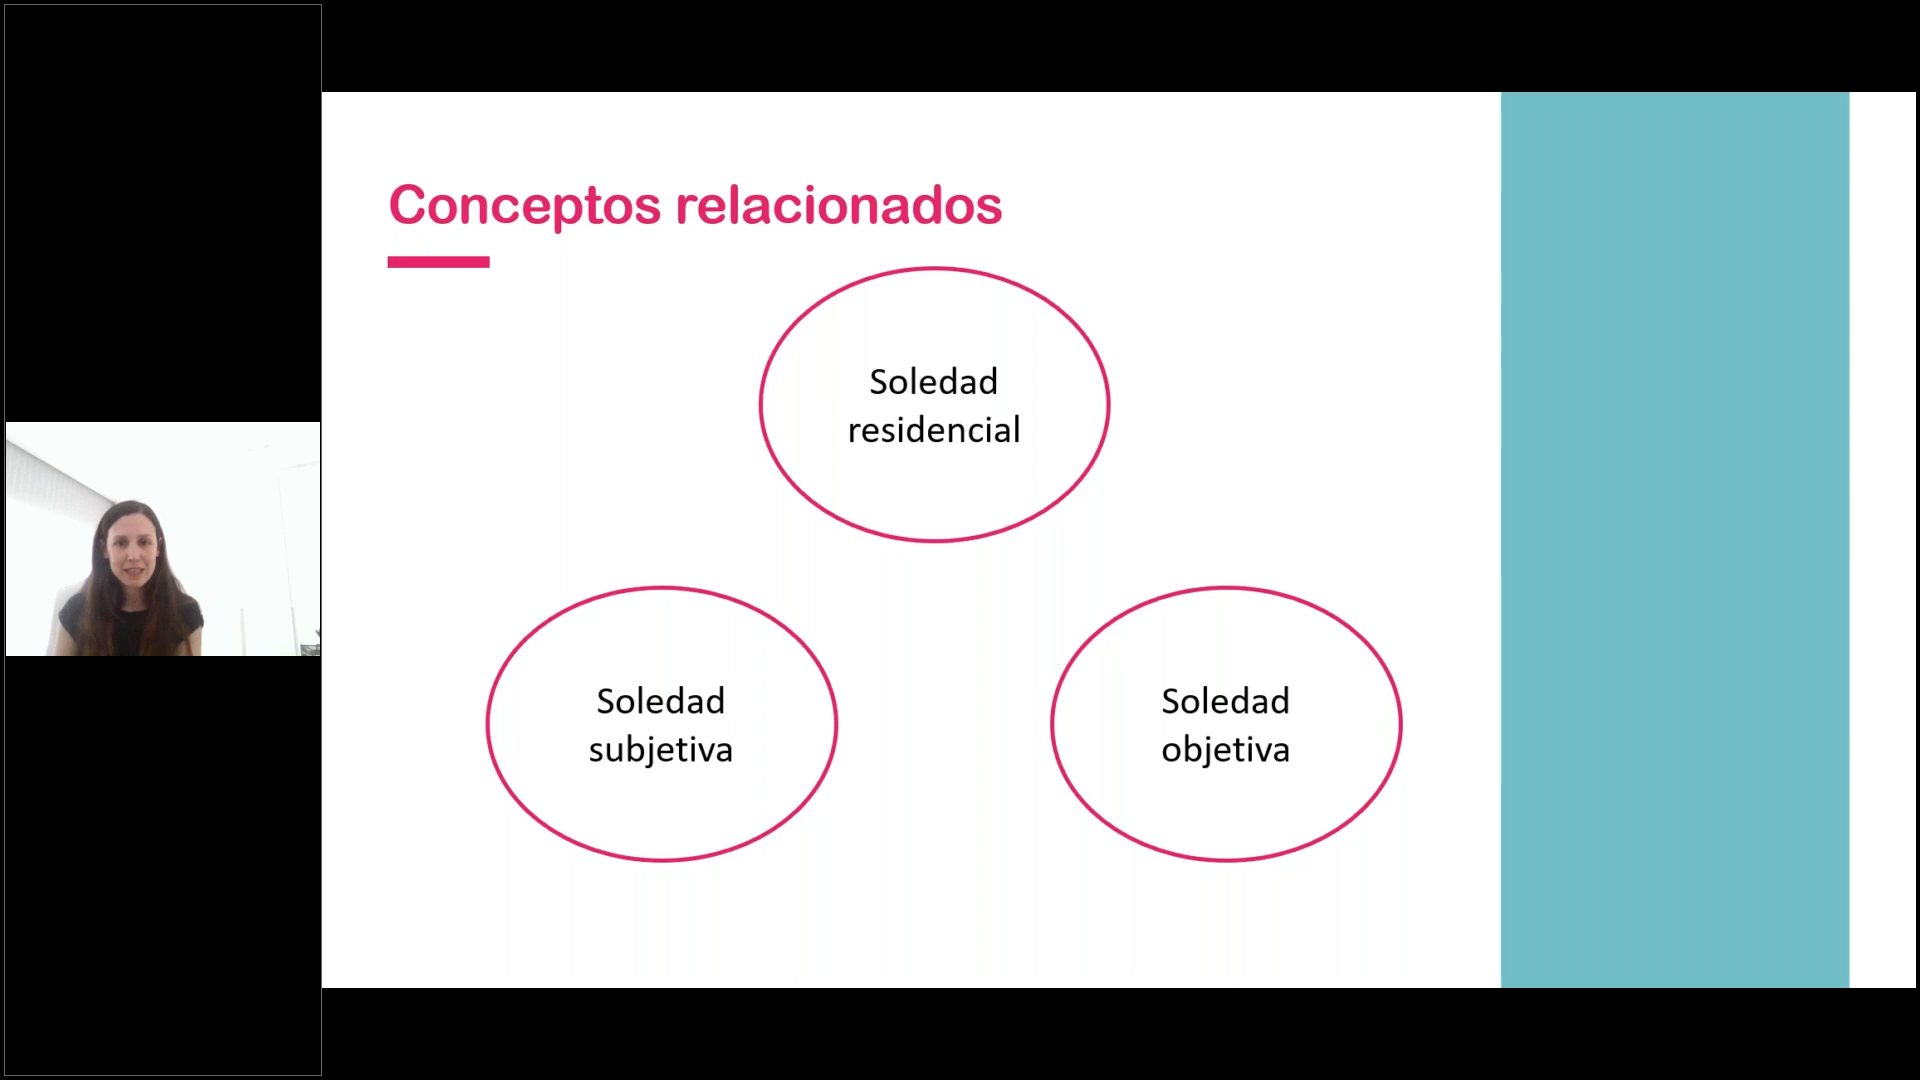 Conceptos relacionados
Soledad
residencial
Soledad
subjetiva
Soledad
objetiva